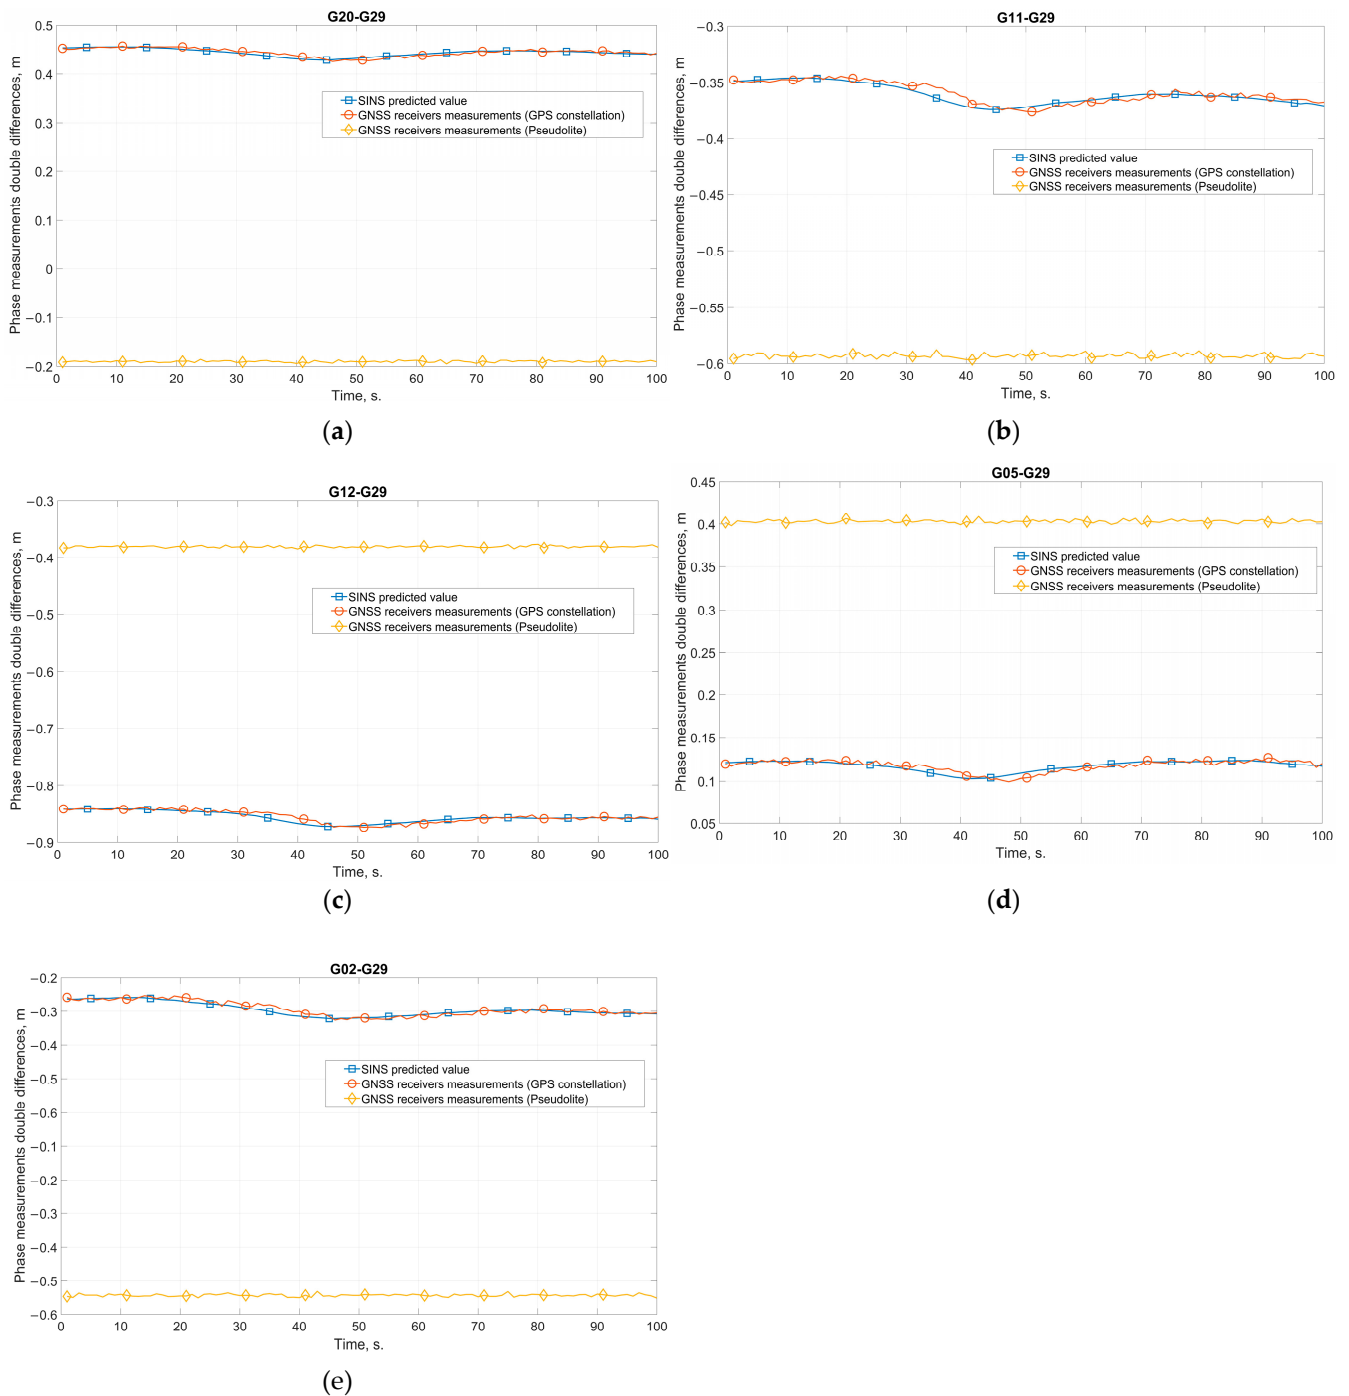 G20-G29
Phase measurements double differences, m
0.5
0.4
0.4
0.3
0.1
0
−0.1
−0.2
SINS predicted value
GNSS receivers measurements (GPS constellation)
GNSS receivers measurements (Pseudolite)
0 10 20 30 40 50 60 70 80 90 100
Time, s.
(a)
G11-G29
Phase measurements double differences, m
−0.3
−0.35
−0.4
−0.45
−0.5
−0.55
−0.6
SINS predicted value
GNSS receivers measurements (GPS constellation)
GNSS receivers measurements (Pseudolite)
0 10 20 30 40 50 60 70 80 90 100
Time, s.
(b)
G12-G29
Phase measurements double differences, m
−0.3
−0.4
−0.5
−0.6
−0.7
−0.8
−0.9
SINS predicted value
GNSS receivers measurements (GPS constellation)
GNSS receivers measurements (Pseudolite)
0 10 20 30 40 50 60 70 80 90 100
Time, s.
(c)
G05-G29
Phase measurements double differences, m
0.45
0.4
0.4
0.3
0.25
0.2
0.15
0.1
0.05
SINS predicted value
GNSS receivers measurements (GPS constellation)
GNSS receivers measurements (Pseudolite)
0 10 20 30 40 50 60 70 80 90 100
Time, s.
(d)
G02-G29
Phase measurements double differences, m
−0.2
−0.3
−0.4
−0.5
−0.6
−0.2
−0.2
−0.3
−0.4
−0.5
−0.6
SINS predicted value
GNSS receivers measurements (GPS constellation)
GNSS receivers measurements (Pseudolite)
0 10 20 30 40 50 60 70 80 90 100
Time, s.
(e)